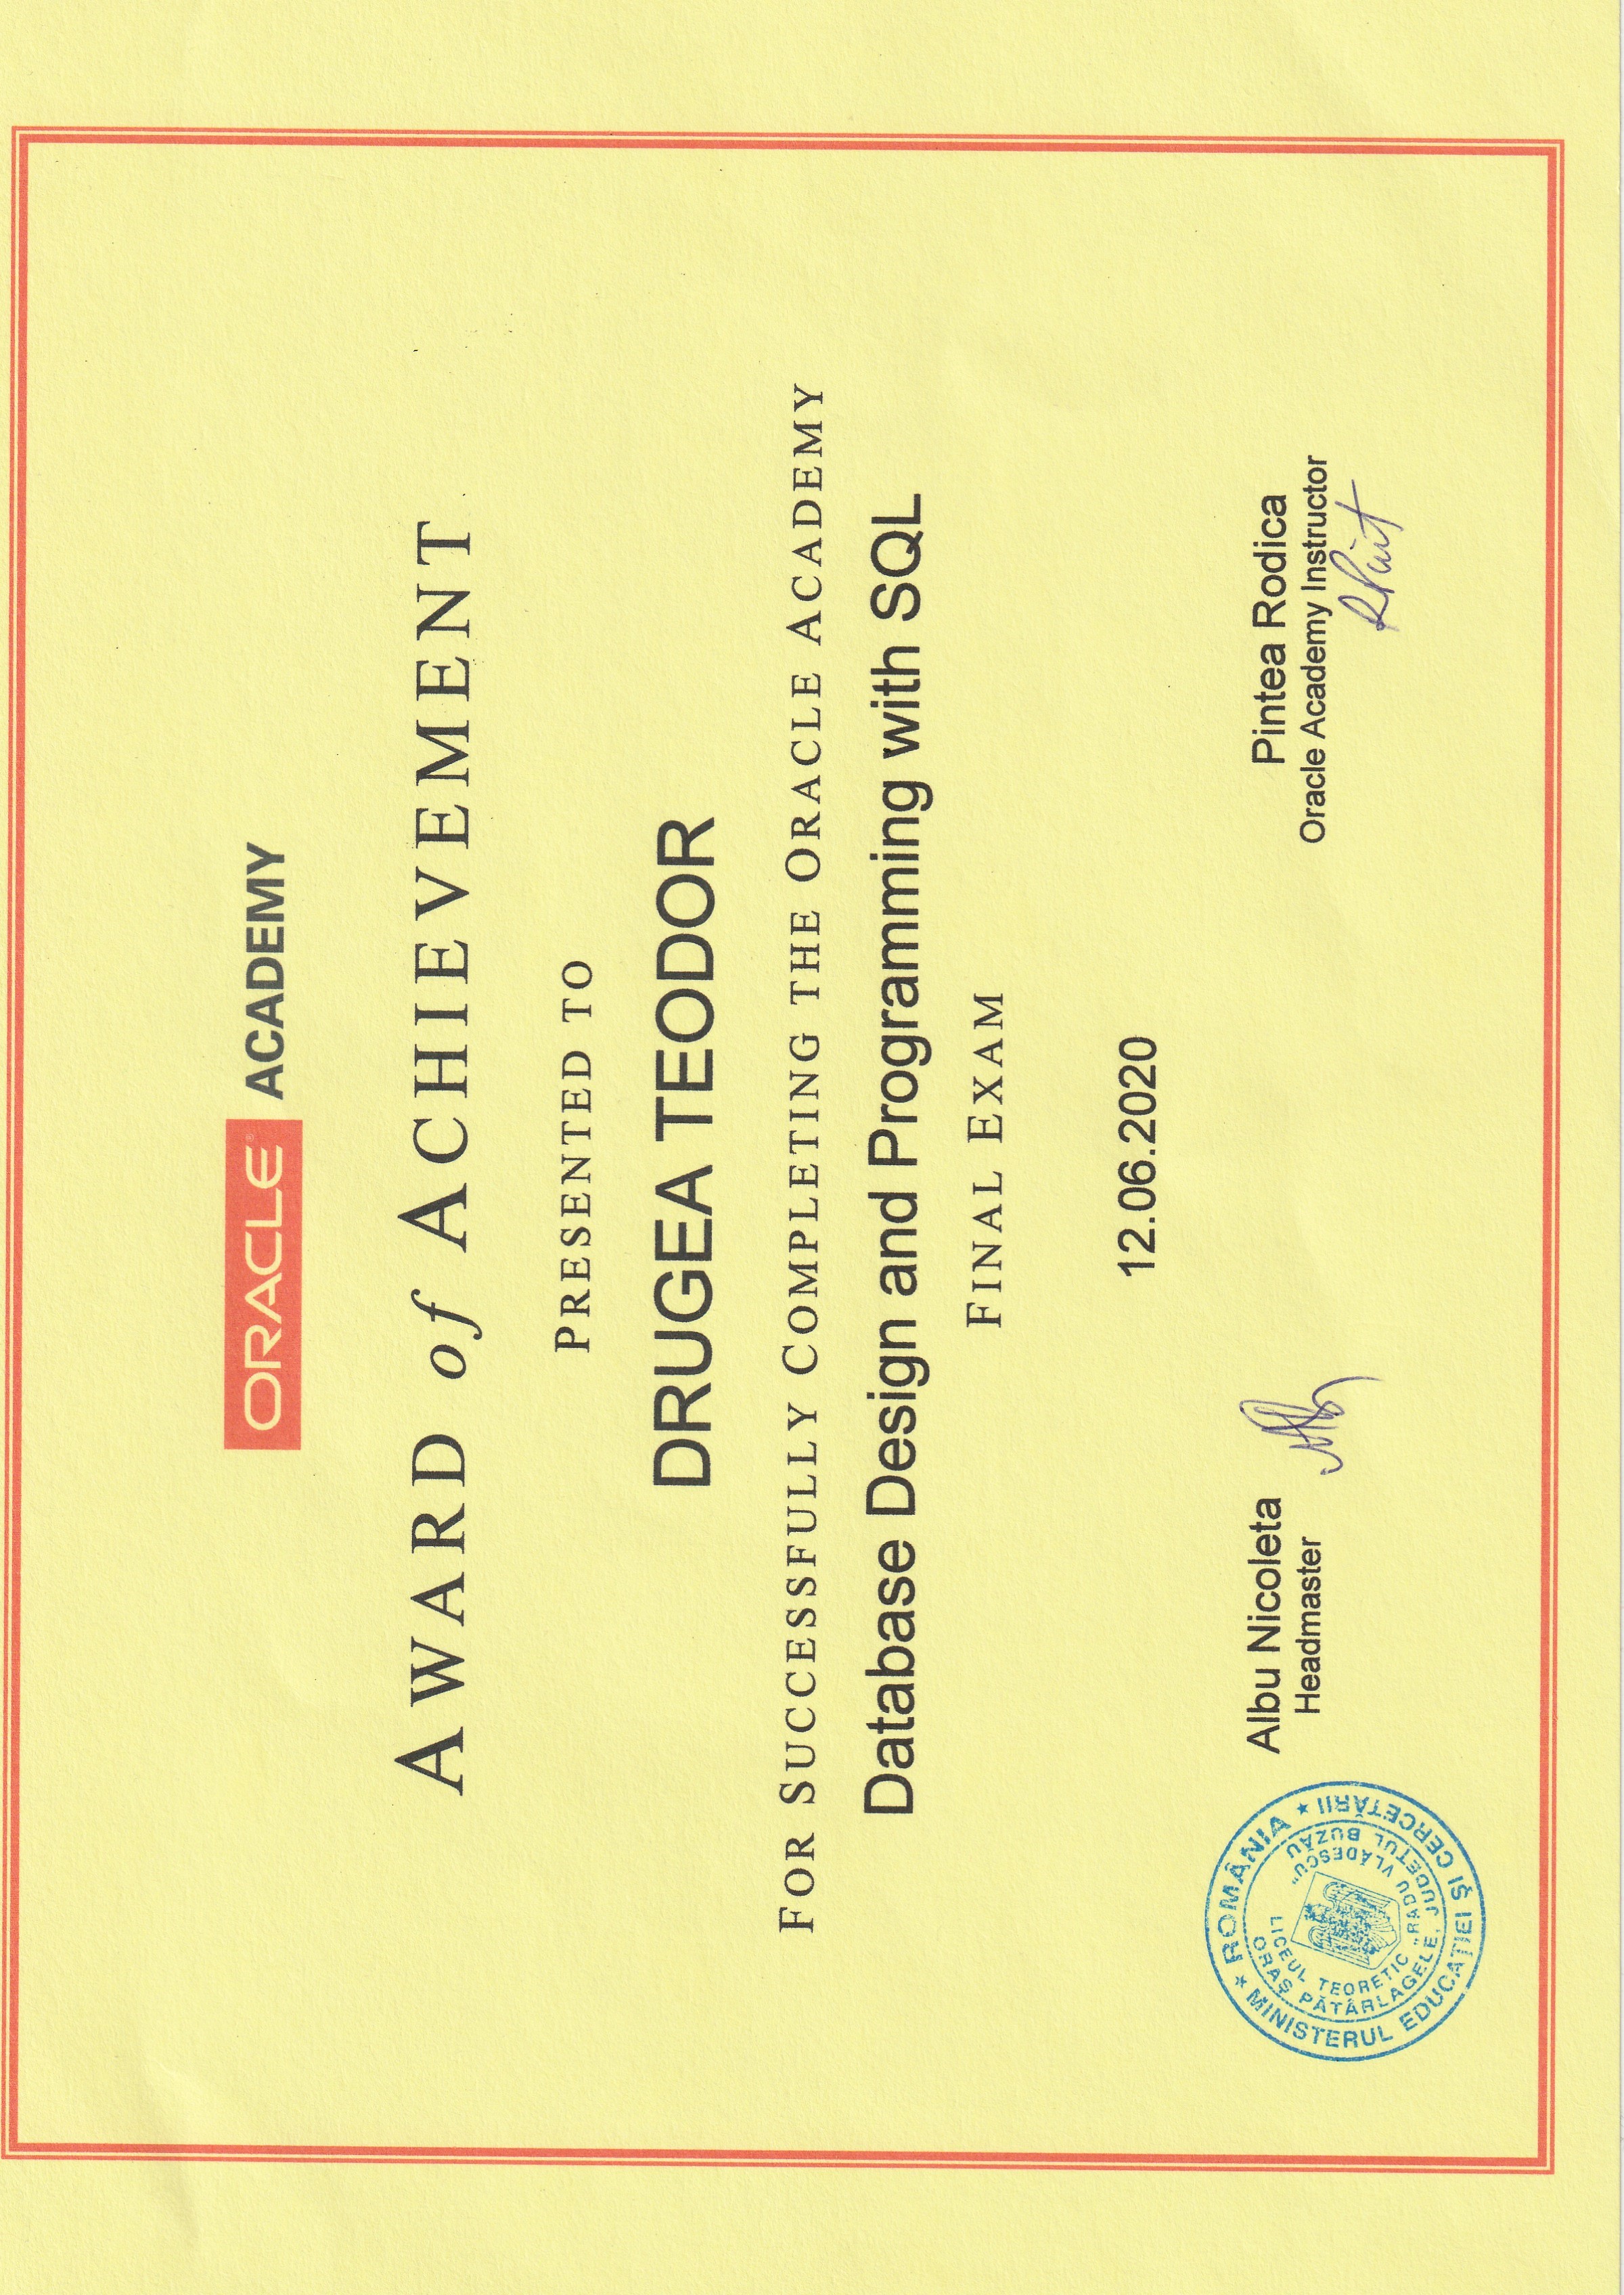 ORACLE® ACADEMY
AWARD of ACHIEVEMENT
PRESENTED TO
DRUGEA TEODOR
FOR SUCCESSFULLY COMPLETING THE ORACLE ACADEMY
Database Design and Programming with SQL
FINAL EXAM
12.06.2020
Albu Nicoleta
Headmaster
Pintea Rodica
Oracle Academy Instructor
★ ROMÂNIA ★
MINISTERUL EDUCAȚIEI ȘI CERCETĂRII
ORAȘ PĂTÂRLAGELE, JUDEȚUL BUZĂU
LICEUL TEORETIC „RADU VLĂDESCU”